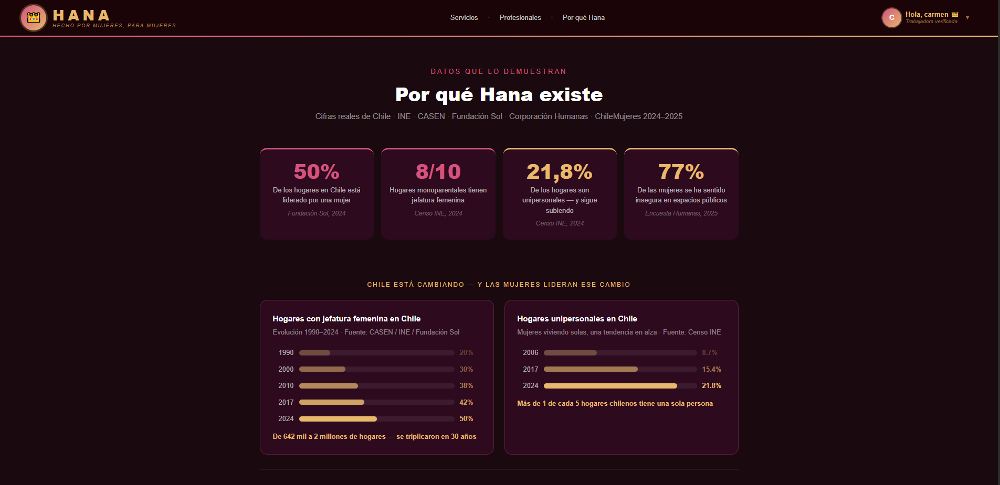 HANA
HECHO POR MUJERES, PARA MUJERES
Servicios · Profesionales · Por qué Hana
C
Hola, carmen
Trabajadora verificada
DATOS QUE LO DEMUESTRAN
Por qué Hana existe
Cifras reales de Chile · INE · CASEN · Fundación Sol · Corporación Humanas · ChileMujeres 2024–2025
50%
De los hogares en Chile está
liderado por una mujer
Fundación Sol, 2024
8/10
Hogares monoparentales tienen
jefatura femenina
Censo INE, 2024
21,8%
De los hogares son
unipersonales — y sigue
subiendo
Censo INE, 2024
77%
De las mujeres se ha sentido
insegura en espacios públicos
Encuesta Humanas, 2025
CHILE ESTÁ CAMBIANDO — Y LAS MUJERES LIDERAN ESE CAMBIO
Hogares con jefatura femenina en Chile
Evolución 1990–2024 · Fuente: CASEN / INE / Fundación Sol
1990 20%
2000 30%
2010 38%
2017 42%
2024 50%
De 642 mil a 2 millones de hogares — se triplicaron en 30 años
Hogares unipersonales en Chile
Mujeres viviendo solas, una tendencia en alza · Fuente: Censo INE
2006 8.7%
2017 15.4%
2024 21.8%
Más de 1 de cada 5 hogares chilenos tiene una sola persona